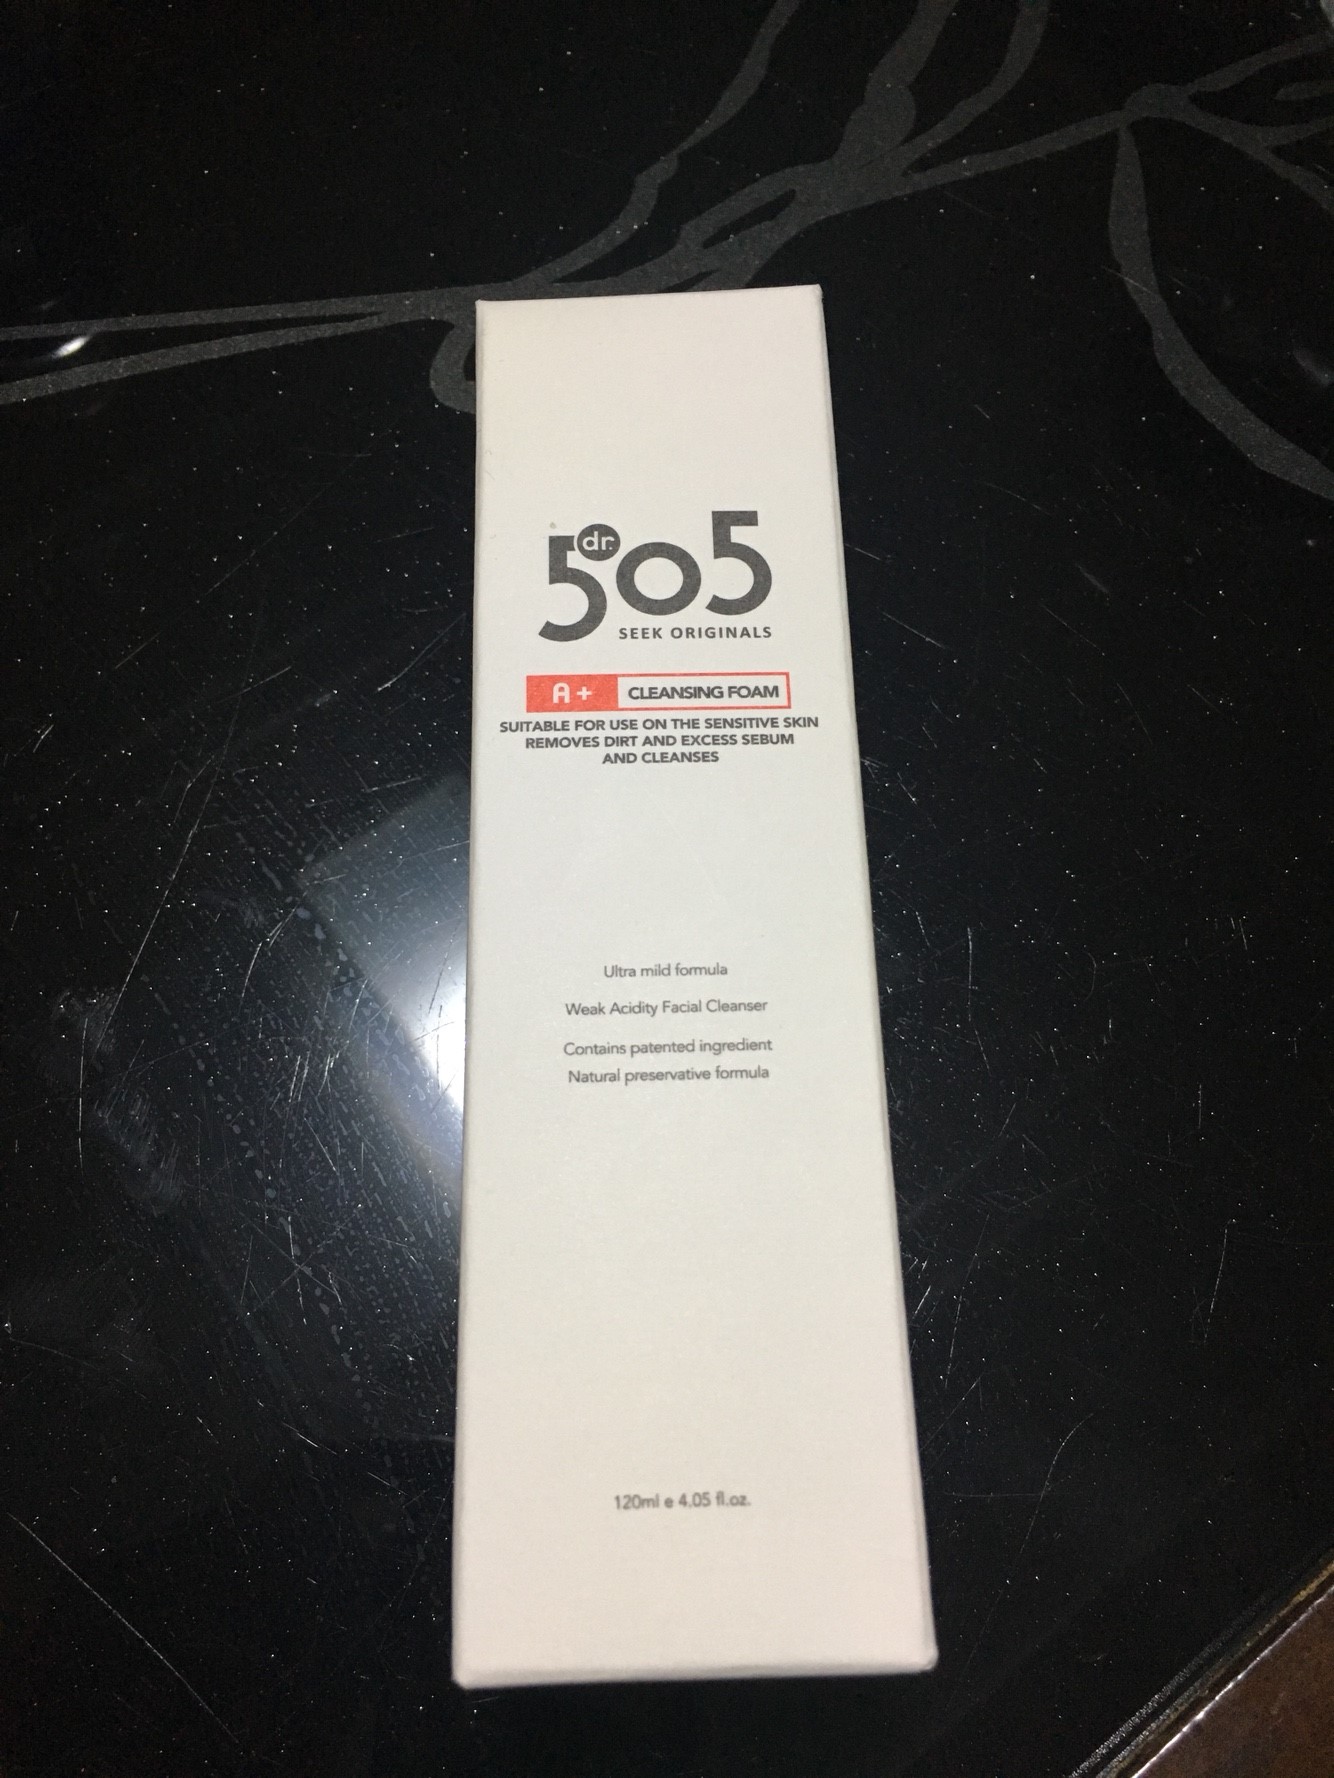 dr.
505
SEEK ORIGINALS
A+ CLEANSING FOAM
SUITABLE FOR USE ON THE SENSITIVE SKIN
REMOVES DIRT AND EXCESS SEBUM
AND CLEANSES
Ultra mild formula
Weak Acidity Facial Cleanser
Contains patented ingredient
Natural preservative formula
120ml e 4.05 fl.oz.